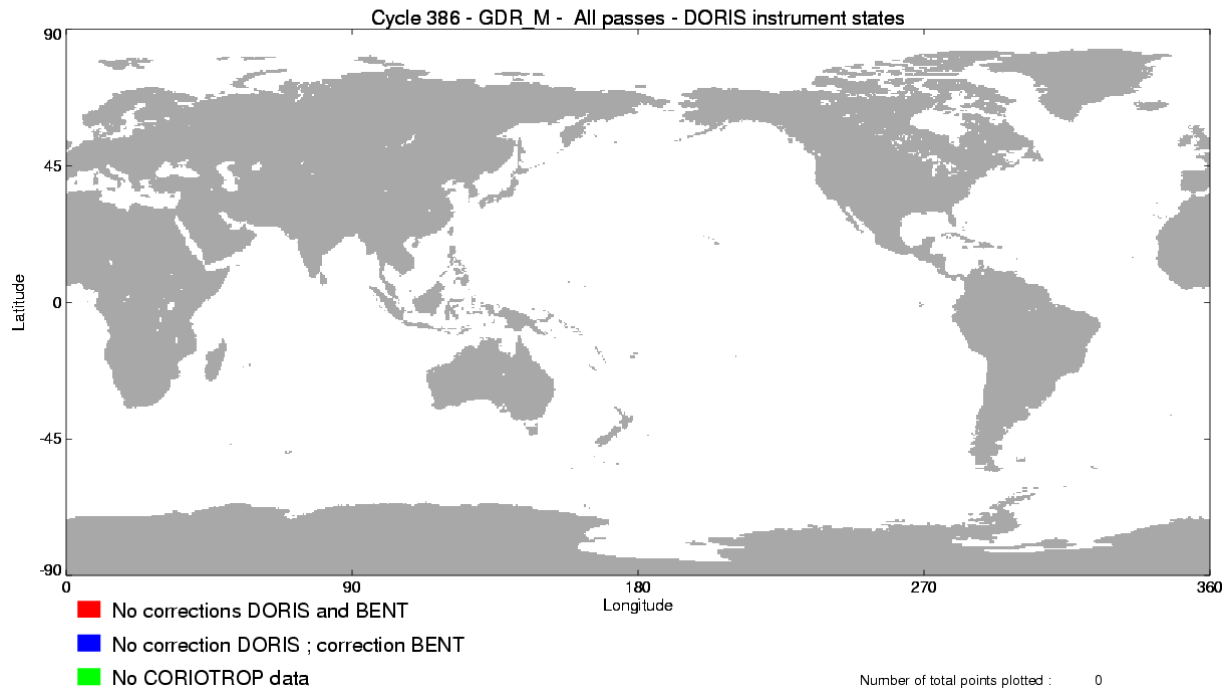 Cycle 386 - GDR_M - All passes - DORIS instrument states
90
45
0
-45
-90
Latitude
0 90 180 270 360
Longitude
No corrections DORIS and BENT
No correction DORIS ; correction BENT
No CORIOTROP data
Number of total points plotted : 0